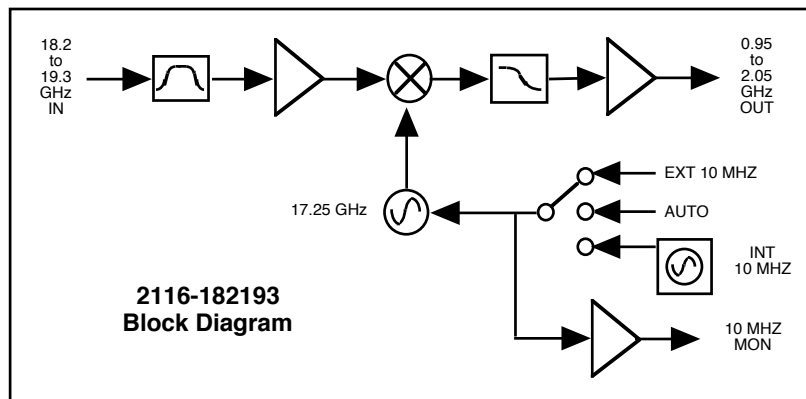 18.2
to
19.3
GHz
IN
0.95
to
2.05
GHz
OUT
17.25 GHz
EXT 10 MHZ
AUTO
INT
10 MHZ
2116-182193
Block Diagram
10 MHZ
MON